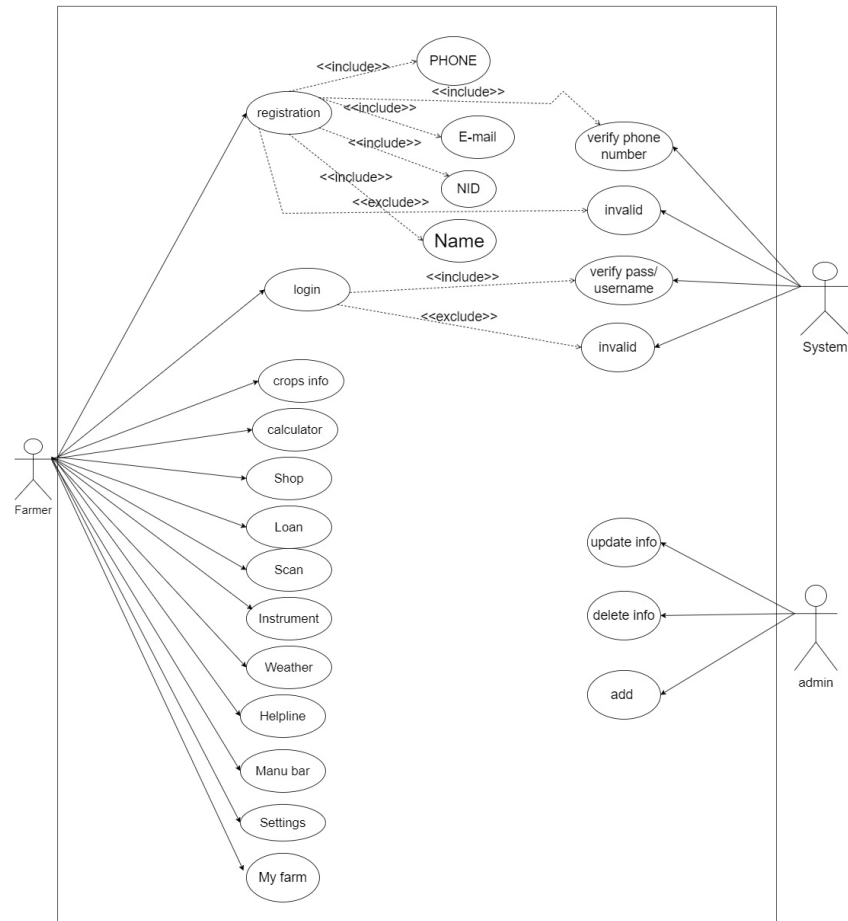 <<include>>
PHONE
<<include>>
registration
<<include>>
E-mail
verify phone
number
<<include>>
<<include>>
NID
<<exclude>>
invalid
Name
<<include>>
verify pass/
username
login
<<exclude>>
invalid
System
crops info
calculator
Shop
Farmer
Loan
Scan
Instrument
Weather
Helpline
Manu bar
Settings
My farm
update info
delete info
admin
add